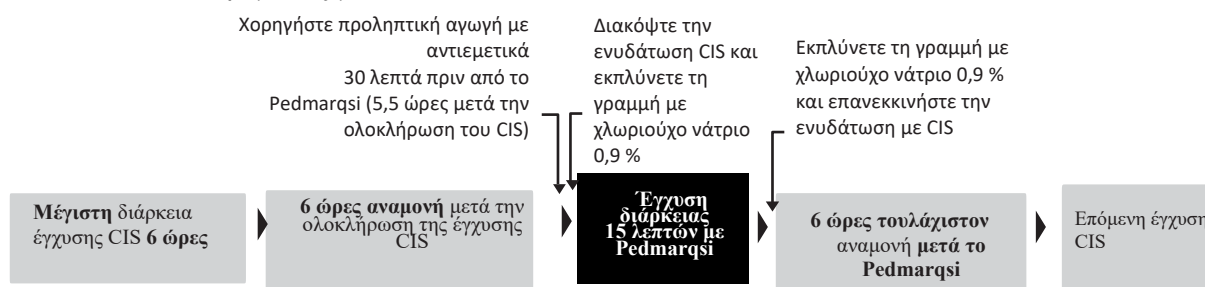 Χορηγήστε προληπτική αγωγή με
αντιεμετικά
30 λεπτά πριν από το
Pedmarqsi (5,5 ώρες μετά την
ολοκλήρωση του CIS)
Διακόψτε την
ενυδάτωση CIS και
εκπλύνετε τη
γραμμή με
χλωριούχο νάτριο
0,9 %
Εκπλύνετε τη γραμμή με
χλωριούχο νάτριο 0,9 %
και επανεκκινήστε την
ενυδάτωση με CIS
Μέγιστη διάρκεια
έγχυσης CIS 6 ώρες
6 ώρες αναμονή μετά την
ολοκλήρωση της έγχυσης
CIS
Έγχυση
διάρκειας
15 λεπτών με
Pedmarqsi
6 ώρες τουλάχιστον
αναμονή μετά το
Pedmarqsi
Επόμενη έγχυση
CIS